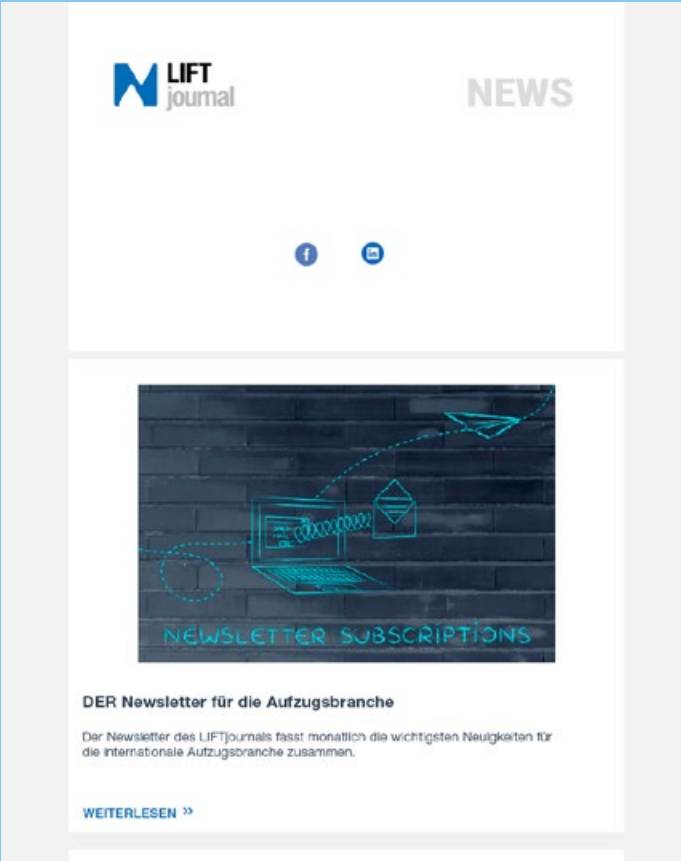 LIFT
journal
NEWS
NEWSLETTER SUBSCRIPTIONS
DER Newsletter für die Aufzugsbranche
Der Newsletter des LIFTjournals fasst monatlich die wichtigsten Neuigkeiten für
die internationale Aufzugsbranche zusammen.
WEITERLESEN »